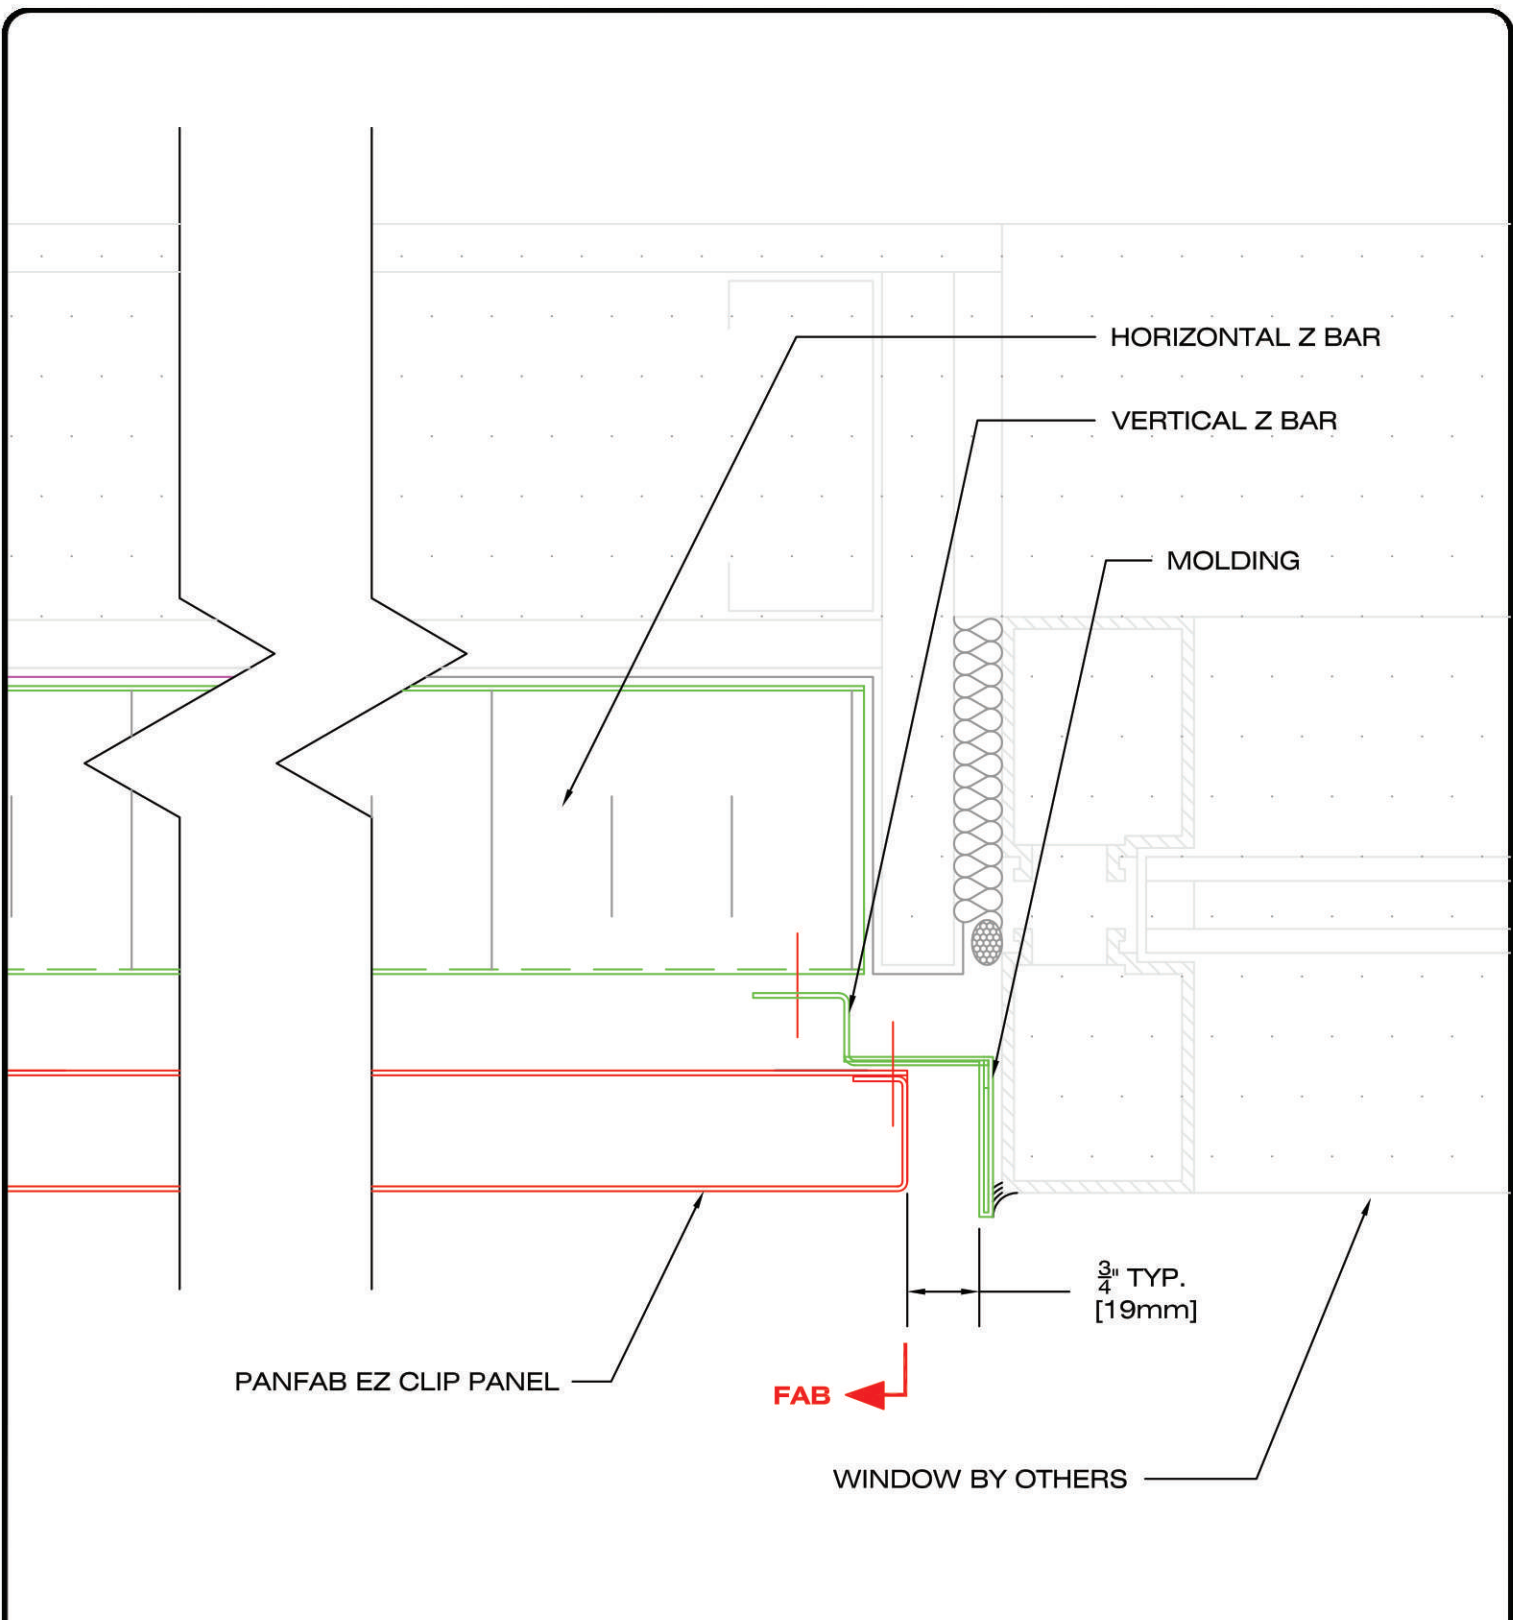 HORIZONTAL Z BAR
VERTICAL Z BAR
MOLDING
3/4" TYP.
[19mm]
PANFAB EZ CLIP PANEL
FAB
WINDOW BY OTHERS